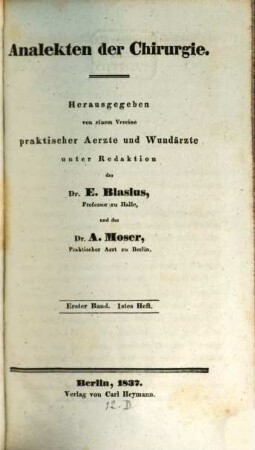 Analekten der Chirurgie.
Herausgegeben
von einem Vereine
praktischer Aerzte und Wundärzte
unter Redaktion
des
Dr. E. Blasius,
Professor zu Halle,
und des
Dr. A. Moser,
Praktischer Arzt zu Berlin.
Erster Band. 1stes Heft.
Berlin, 1837.
Verlag von Carl Heymann.
12. D.